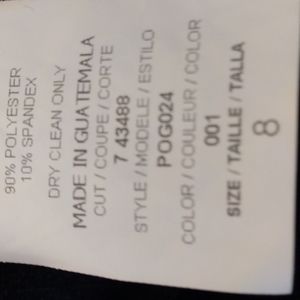 90% POLYESTER
10% SPANDEX
DRY CLEAN ONLY
MADE IN GUATEMALA
CUT / COUPE / CORTE
7 43488
STYLE / MODELE / ESTILO
POG024
COLOR / COULEUR / COLOR
001
SIZE / TAILLE / TALLA
8